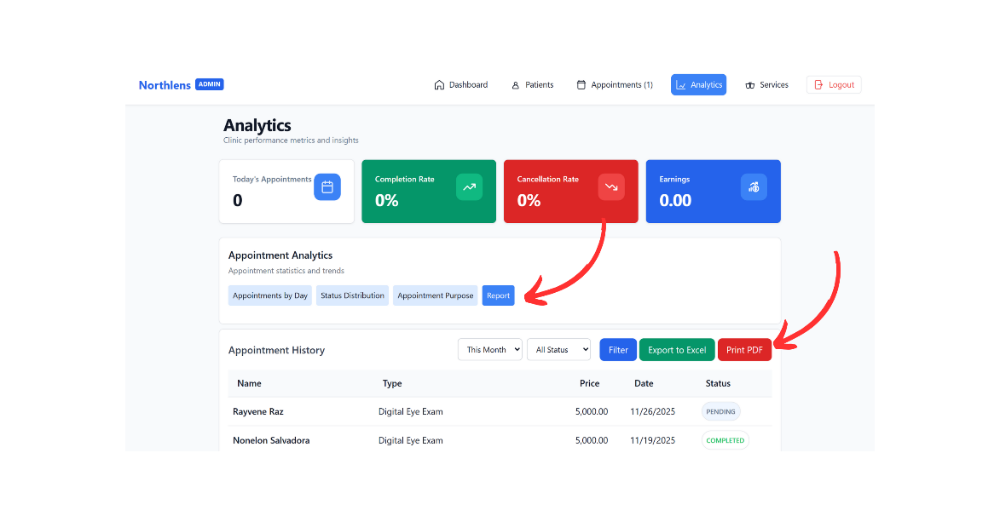 Northlens ADMIN Dashboard Patients Appointments (1) Analytics Services Logout
Analytics
Clinic performance metrics and insights
Today's Appointments Completion Rate Cancellation Rate Earnings
0 0% 0% 0.00
Appointment Analytics
Appointment statistics and trends
Appointments by Day Status Distribution Appointment Purpose Report
Appointment History This Month All Status Filter Export to Excel Print PDF
Name Type Price Date Status
Rayvene Raz Digital Eye Exam 5,000.00 11/26/2025 PENDING
Nonelon Salvadora Digital Eye Exam 5,000.00 11/19/2025 COMPLETED